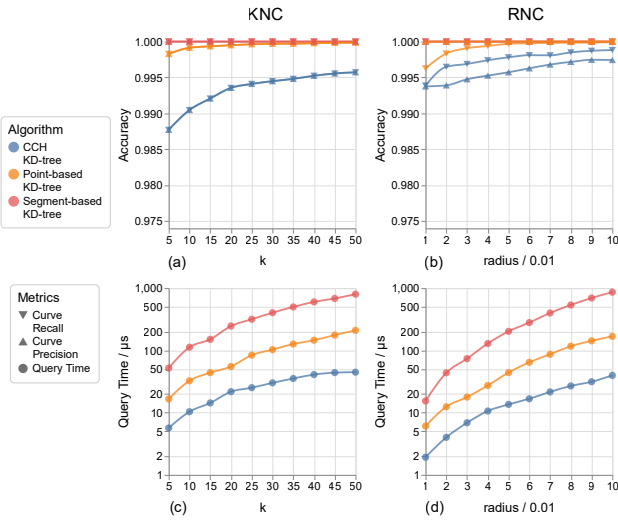 KNC
RNC
1.000
0.995
0.990
0.985
0.980
0.975
Accuracy
5 10 15 20 25 30 35 40 45 50
(a)
k
1.000
0.995
0.990
0.985
0.980
0.975
Accuracy
1 2 3 4 5 6 7 8 9 10
(b)
radius / 0.01
Algorithm
CCH
KD-tree
Point-based
KD-tree
Segment-based
KD-tree
Metrics
Curve
Recall
Curve
Precision
Query Time
1,000
500
200
100
50
20
10
5
2
1
Query Time / μs
5 10 15 20 25 30 35 40 45 50
(c)
k
1,000
500
200
100
50
20
10
5
2
1
Query Time / μs
1 2 3 4 5 6 7 8 9 10
(d)
radius / 0.01